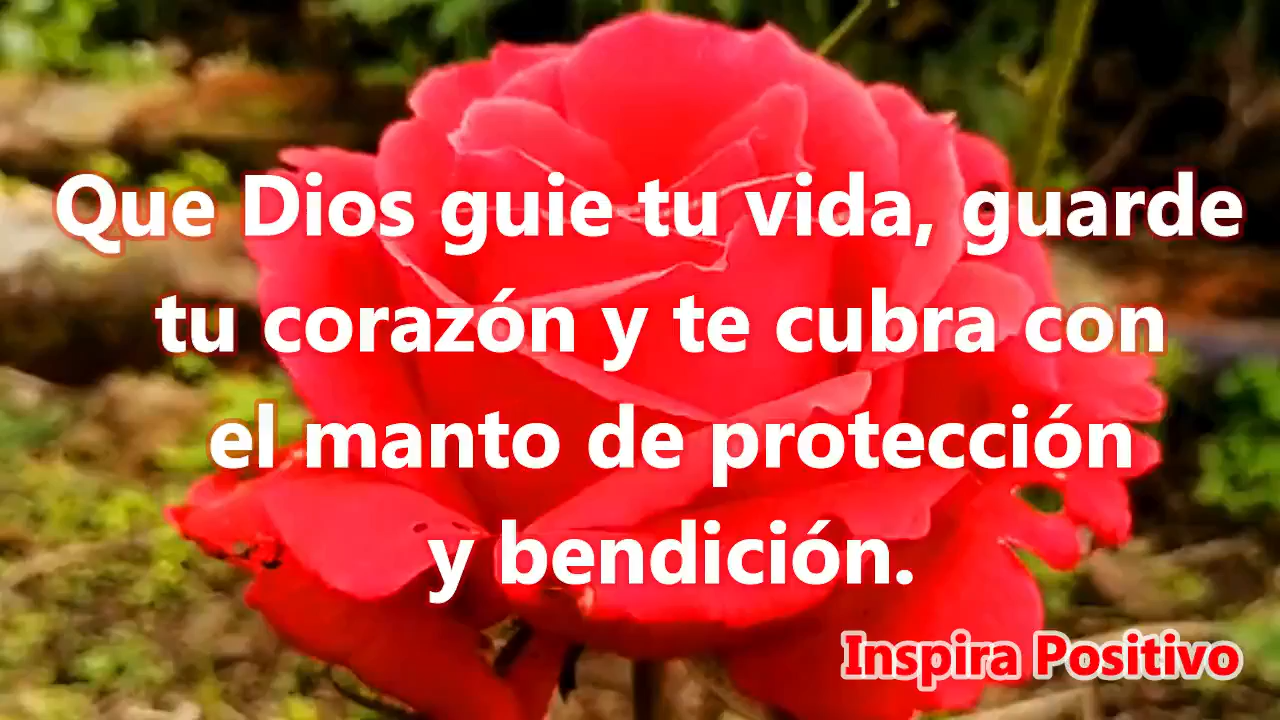 Que Dios guie tu vida, guarde
tu corazón y te cubra con
el manto de protección
y bendición.
Inspira Positivo